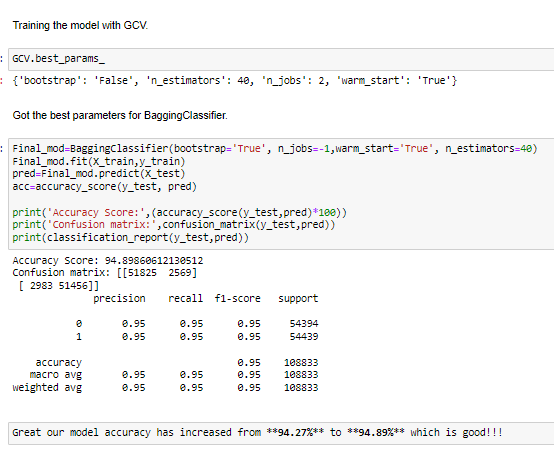 Training the model with GCV.
: GCV.best_params_
: {'bootstrap': 'False', 'n_estimators': 40, 'n_jobs': 2, 'warm_start': 'True'}
Got the best parameters for BaggingClassifier.
: Final_mod=BaggingClassifier(bootstrap='True', n_jobs=-1,warm_start='True', n_estimators=40)
Final_mod.fit(X_train,y_train)
pred=Final_mod.predict(X_test)
acc=accuracy_score(y_test, pred)
print('Accuracy Score:',(accuracy_score(y_test,pred)*100))
print('Confusion matrix:',confusion_matrix(y_test,pred))
print(classification_report(y_test,pred))
Accuracy Score: 94.89860612130512
Confusion matrix: [[51825 2569]
[ 2983 51456]]
precision recall f1-score support
0 0.95 0.95 0.95 54394
1 0.95 0.95 0.95 54439
accuracy 0.95 108833
macro avg 0.95 0.95 0.95 108833
weighted avg 0.95 0.95 0.95 108833
Great our model accuracy has increased from **94.27%** to **94.89%** which is good!!!